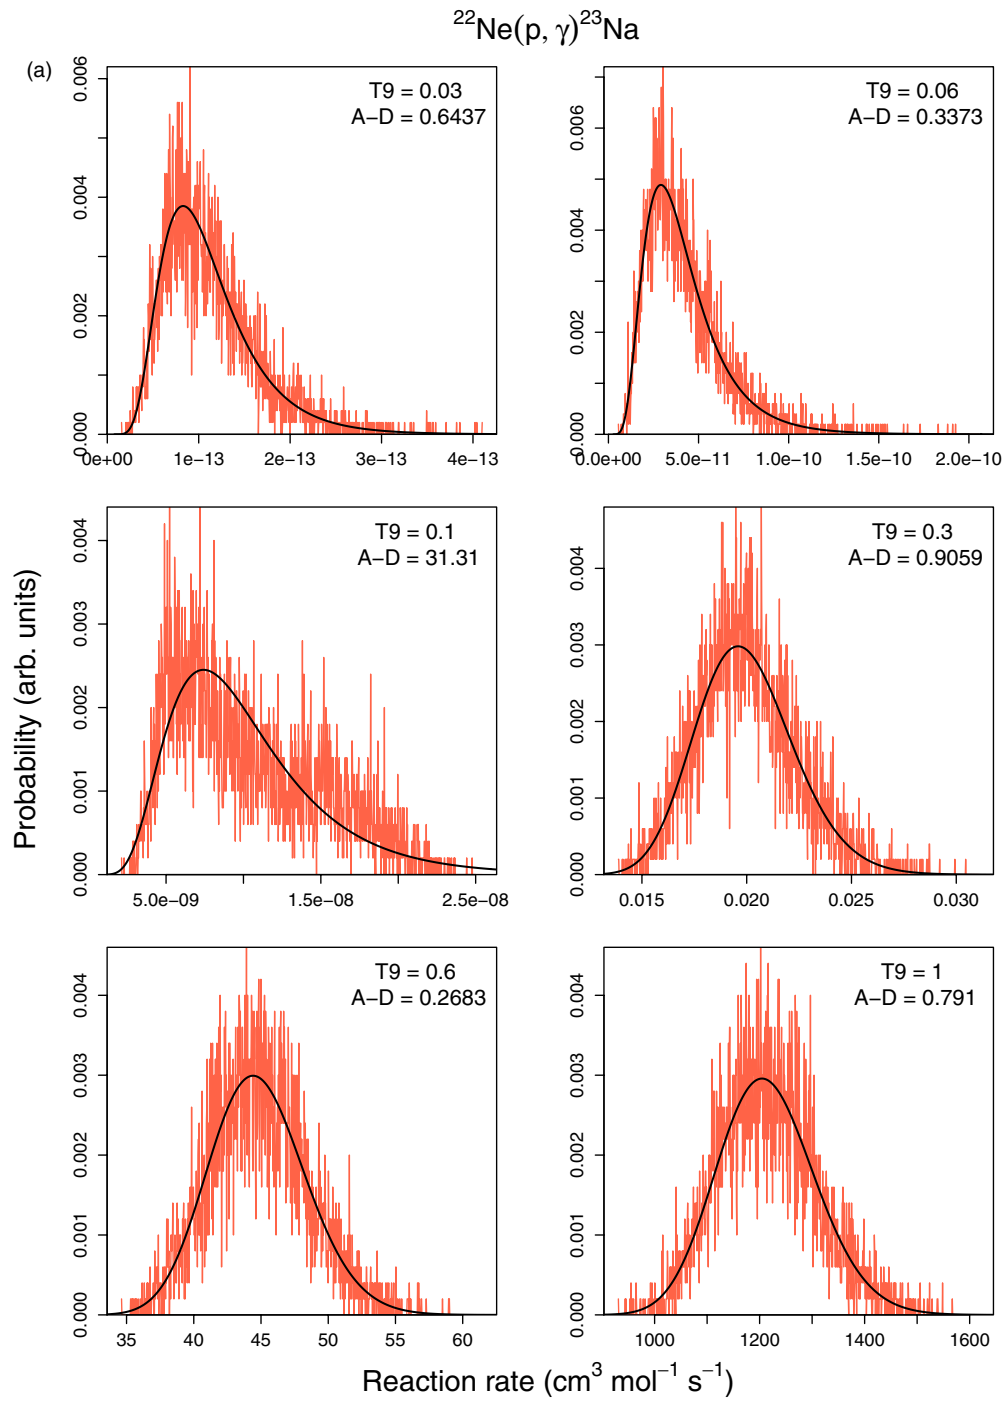 ²²Ne(p, γ)²³Na
(a)
T9 = 0.03
A−D = 0.6437
0.000
0.002
0.004
0.006
0e+00 1e−13 2e−13 3e−13 4e−13
T9 = 0.06
A−D = 0.3373
0.000
0.002
0.004
0.006
0.0e+00 5.0e−11 1.0e−10 1.5e−10 2.0e−10
Probability (arb. units)
T9 = 0.1
A−D = 31.31
0.000
0.001
0.002
0.003
0.004
5.0e−09 1.5e−08 2.5e−08
T9 = 0.3
A−D = 0.9059
0.000
0.001
0.002
0.003
0.004
0.015 0.020 0.025 0.030
T9 = 0.6
A−D = 0.2683
0.000
0.001
0.002
0.003
0.004
35 40 45 50 55 60
T9 = 1
A−D = 0.791
0.000
0.001
0.002
0.003
0.004
1000 1200 1400 1600
Reaction rate (cm³ mol⁻¹ s⁻¹)